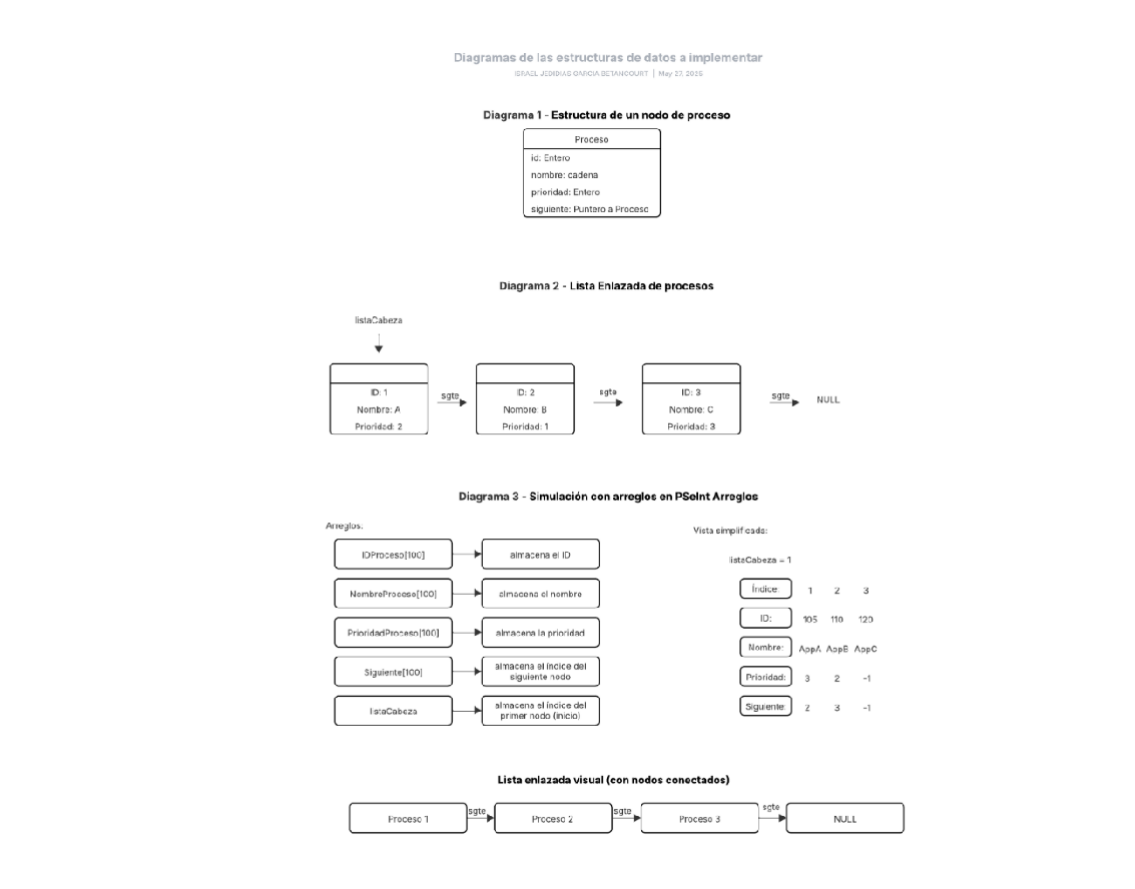 Diagramas de las estructuras de datos a implementar
ISRAEL JEDIDIAS GARCIA BETANCOURT | May 27, 2025
Diagrama 1 - Estructura de un nodo de proceso
Proceso
id: Entero
nombre: cadena
prioridad: Entero
siguiente: Puntero a Proceso
Diagrama 2 - Lista Enlazada de procesos
listaCabeza
ID: 1
Nombre: A
Prioridad: 2
sgte
ID: 2
Nombre: B
Prioridad: 1
sgte
ID: 3
Nombre: C
Prioridad: 3
sgte
NULL
Diagrama 3 - Simulación con arreglos en PSeInt Arreglos
Arreglos:
IDProceso[100]
almacena el ID
NombreProceso[100]
almacena el nombre
PrioridadProceso[100]
almacena la prioridad
Siguiente[100]
almacena el índice del
siguiente nodo
listaCabeza
almacena el índice del
primer nodo (inicio)
Vista simplificada:
listaCabeza = 1
Índice: 1 2 3
ID: 105 110 120
Nombre: AppA AppB AppC
Prioridad: 3 2 -1
Siguiente: 2 3 -1
Lista enlazada visual (con nodos conectados)
Proceso 1
sgte
Proceso 2
sgte
Proceso 3
sgte
NULL